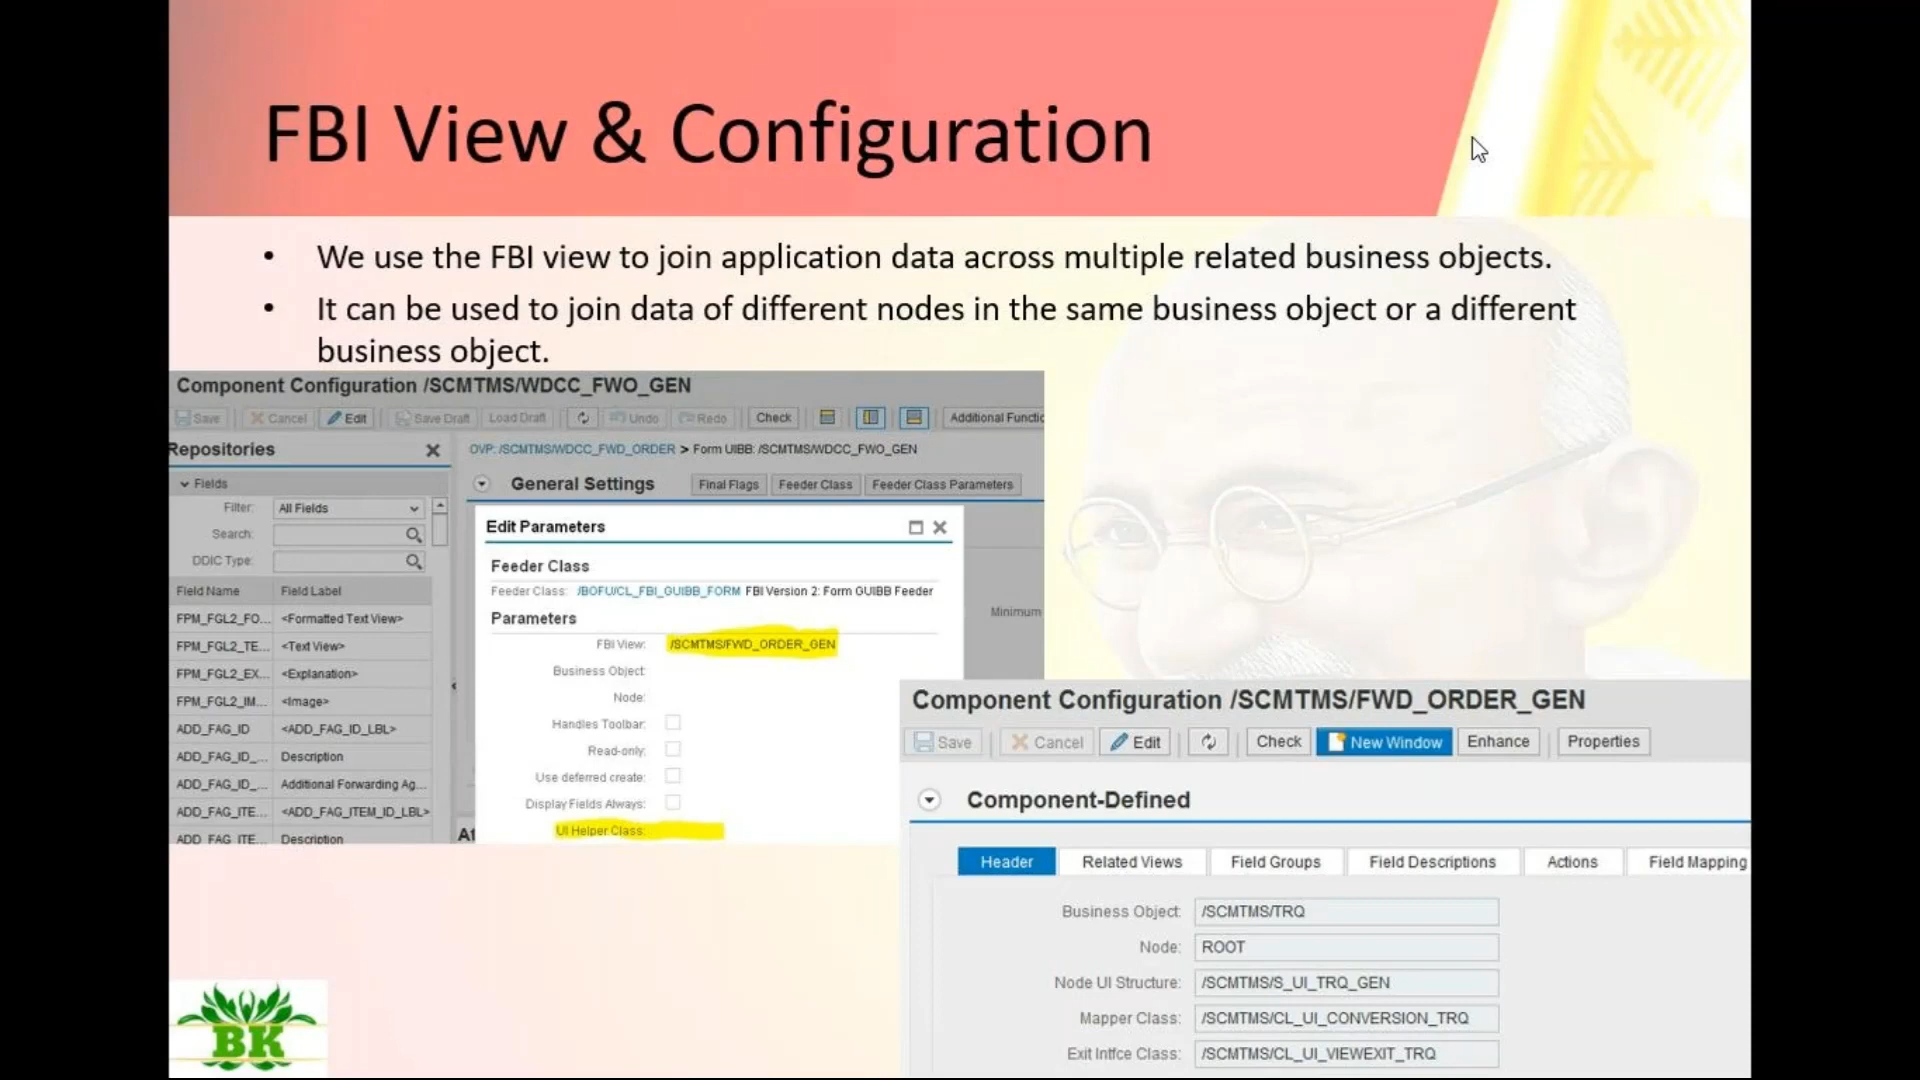 FBI View & Configuration
• We use the FBI view to join application data across multiple related business objects.
• It can be used to join data of different nodes in the same business object or a different
business object.
Component Configuration /SCMTMS/WDCC_FWO_GEN
Save Cancel Edit Save Draft Load Draft Undo Redo Check Additional Functio
Repositories
OVP: /SCMTMS/WDCC_FWD_ORDER > Form UIBB: /SCMTMS/WDCC_FWO_GEN
Fields
General Settings Final Flags Feeder Class Feeder Class Parameters
Filter: All Fields
Search:
DDIC Type:
Field Name Field Label
FPM_FGL2_FO... <Formatted Text View>
FPM_FGL2_TE... <Text View>
FPM_FGL2_EX... <Explanation>
FPM_FGL2_IM... <Image>
ADD_FAG_ID <ADD_FAG_ID_LBL>
ADD_FAG_ID_... Description
ADD_FAG_ID_... Additional Forwarding Ag...
ADD_FAG_ITE... <ADD_FAG_ITEM_ID_LBL>
ADD_FAG_ITE... Description
Edit Parameters
Feeder Class
Feeder Class: /BOFU/CL_FBI_GUIBB_FORM FBI Version 2: Form GUIBB Feeder
Parameters
FBI View: /SCMTMS/FWD_ORDER_GEN
Business Object:
Node:
Handles Toolbar:
Read-only:
Use deferred create:
Display Fields Always:
UI Helper Class:
Minimum
At
Component Configuration /SCMTMS/FWD_ORDER_GEN
Save Cancel Edit Check New Window Enhance Properties
Component-Defined
Header Related Views Field Groups Field Descriptions Actions Field Mapping
Business Object: /SCMTMS/TRQ
Node: ROOT
Node UI Structure: /SCMTMS/S_UI_TRQ_GEN
Mapper Class: /SCMTMS/CL_UI_CONVERSION_TRQ
Exit Intfce Class: /SCMTMS/CL_UI_VIEWEXIT_TRQ
BK